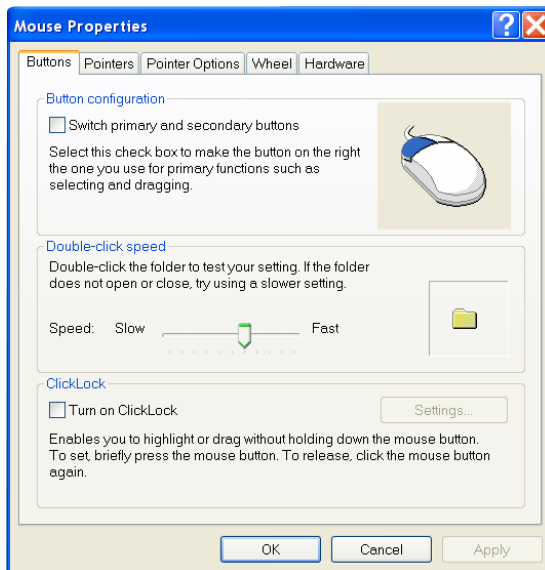 Mouse Properties
Buttons Pointers Pointer Options Wheel Hardware
Button configuration
Switch primary and secondary buttons
Select this check box to make the button on the right
the one you use for primary functions such as
selecting and dragging.
Double-click speed
Double-click the folder to test your setting. If the folder
does not open or close, try using a slower setting.
Speed: Slow Fast
ClickLock
Turn on ClickLock Settings...
Enables you to highlight or drag without holding down the mouse button.
To set, briefly press the mouse button. To release, click the mouse button
again.
OK Cancel Apply